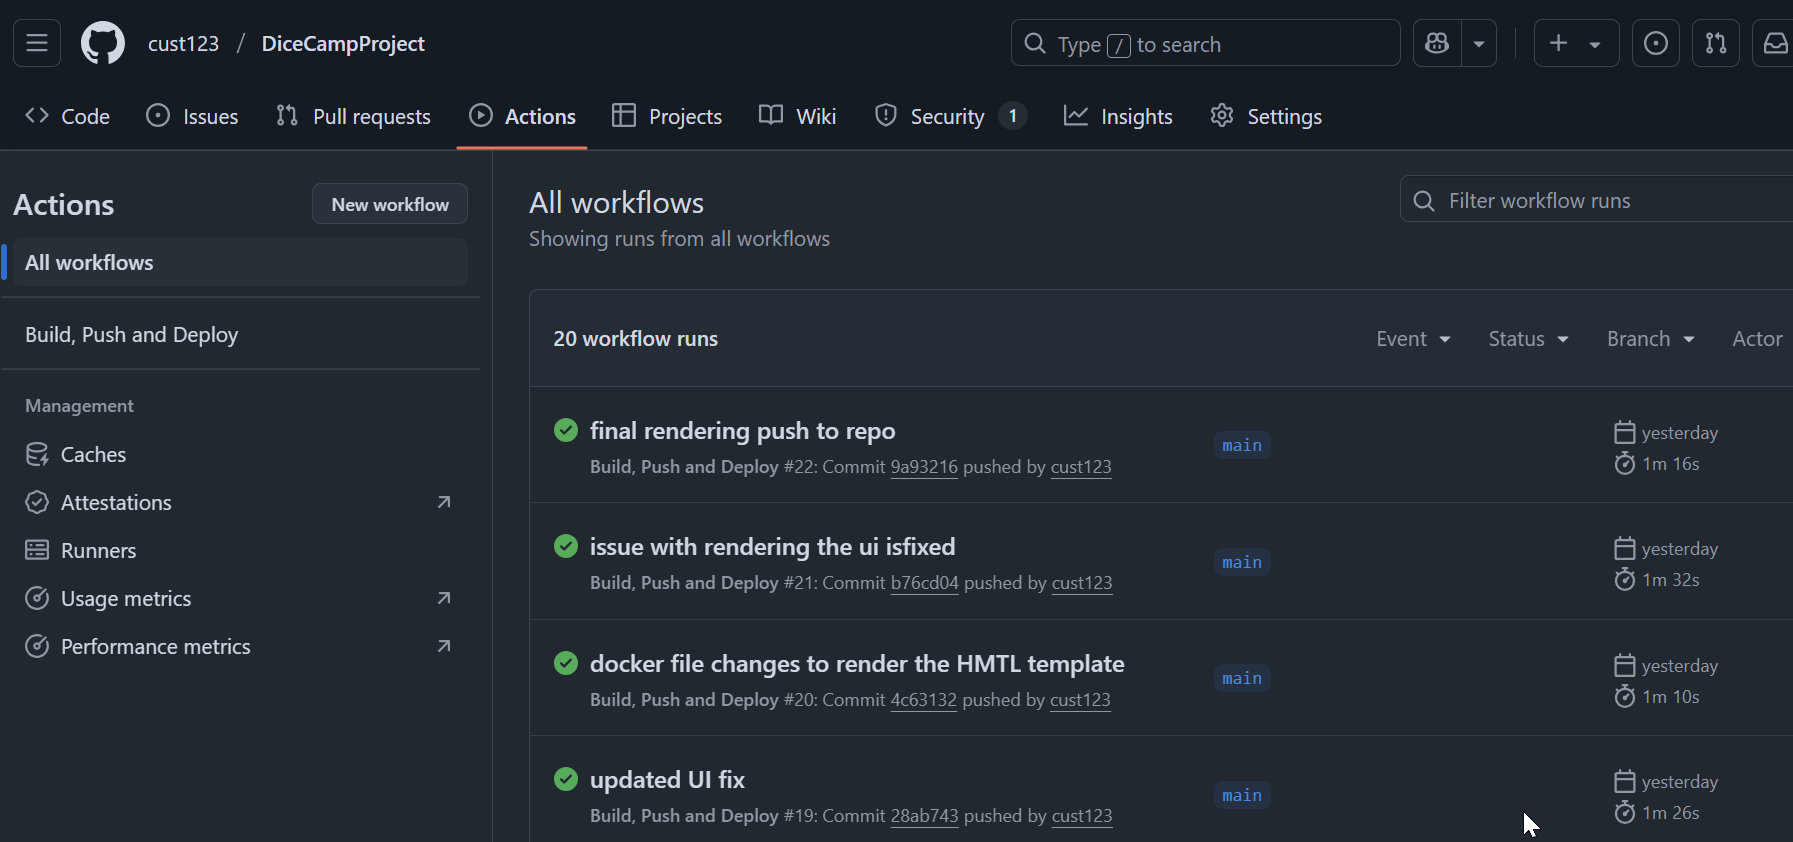 cust123 / DiceCampProject
Type / to search
Code Issues Pull requests Actions Projects Wiki Security 1 Insights Settings
Actions
New workflow
All workflows
Build, Push and Deploy
Management
Caches
Attestations
Runners
Usage metrics
Performance metrics
All workflows
Showing runs from all workflows
Filter workflow runs
20 workflow runs
Event Status Branch Actor
final rendering push to repo
Build, Push and Deploy #22: Commit 9a93216 pushed by cust123
main
yesterday
1m 16s
issue with rendering the ui isfixed
Build, Push and Deploy #21: Commit b76cd04 pushed by cust123
main
yesterday
1m 32s
docker file changes to render the HMTL template
Build, Push and Deploy #20: Commit 4c63132 pushed by cust123
main
yesterday
1m 10s
updated UI fix
Build, Push and Deploy #19: Commit 28ab743 pushed by cust123
main
yesterday
1m 26s